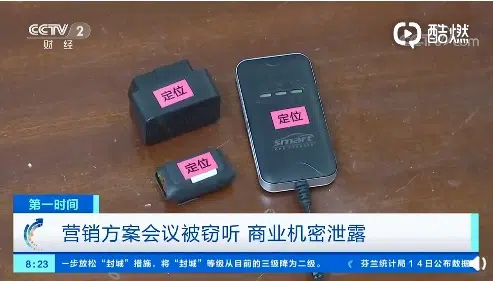 CCTV 2
财经
酷燃
定位
定位
smart
定位
第一时间
营销方案会议被窃听 商业机密泄露
8:23 一步放松“封城”措施，将“封城”等级从目前的三级降为二级。 《 芬兰统计局14日公布数据